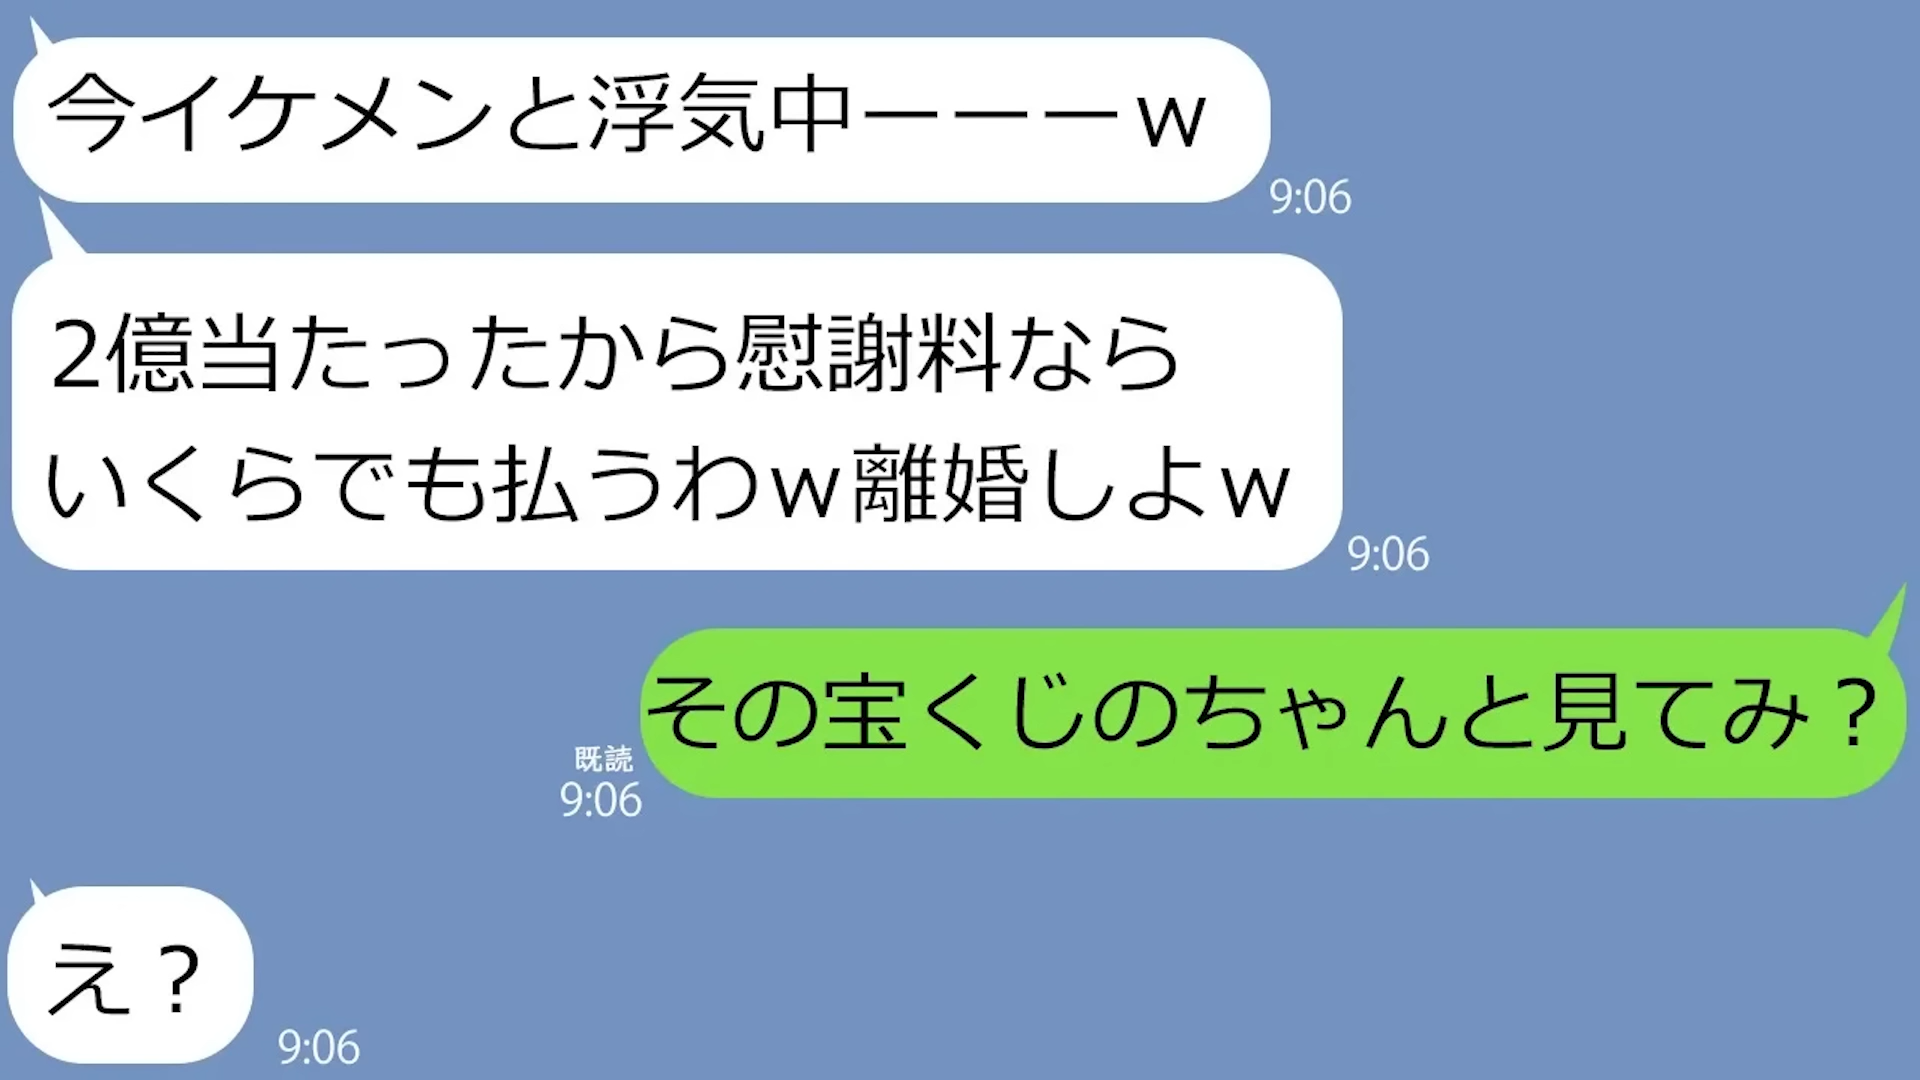 今イケメンと浮気中ーーーｗ
9:06
2億当たったから慰謝料なら
いくらでも払うわｗ離婚しよｗ
9:06
その宝くじのちゃんと見てみ？
既読
9:06
え？
9:06